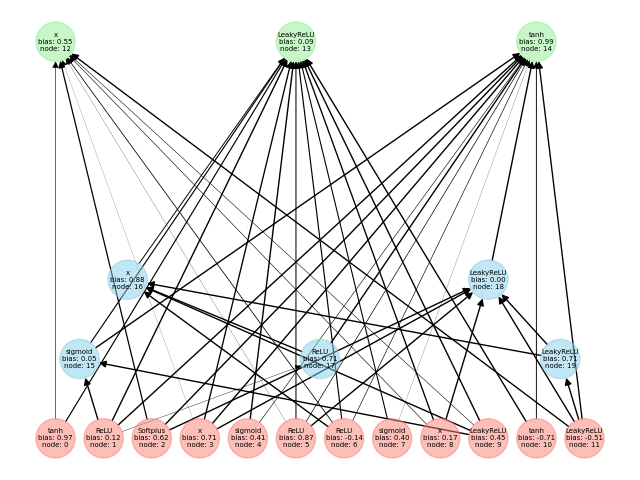 x
bias: 0.55
node: 12
LeakyReLU
bias: 0.09
node: 13
tanh
bias: 0.99
node: 14
x
bias: 0.88
node: 16
LeakyReLU
bias: 0.00
node: 18
sigmoid
bias: 0.05
node: 15
ReLU
bias: 0.71
node: 17
LeakyReLU
bias: 0.71
node: 19
tanh
bias: 0.97
node: 0
ReLU
bias: 0.12
node: 1
Softplus
bias: 0.62
node: 2
x
bias: 0.71
node: 3
sigmoid
bias: 0.41
node: 4
ReLU
bias: 0.87
node: 5
ReLU
bias: -0.14
node: 6
sigmoid
bias: 0.40
node: 7
x
bias: 0.17
node: 8
LeakyReLU
bias: 0.45
node: 9
tanh
bias: -0.71
node: 10
LeakyReLU
bias: -0.51
node: 11